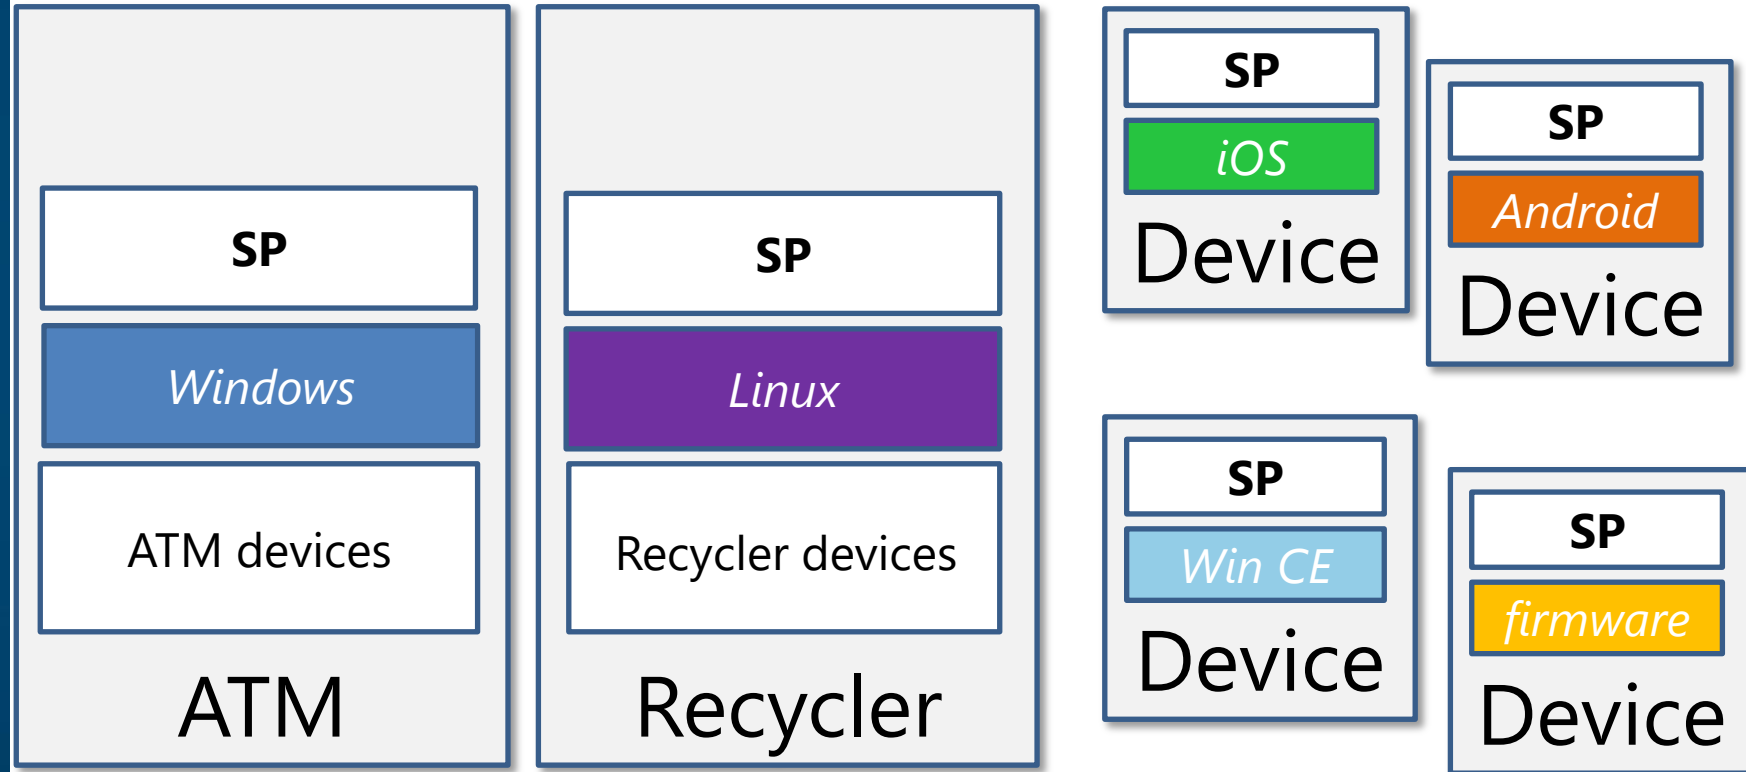 SP
Windows
ATM devices
ATM
SP
Linux
Recycler devices
Recycler
SP
iOS
Device
SP
Android
Device
SP
Win CE
Device
SP
firmware
Device